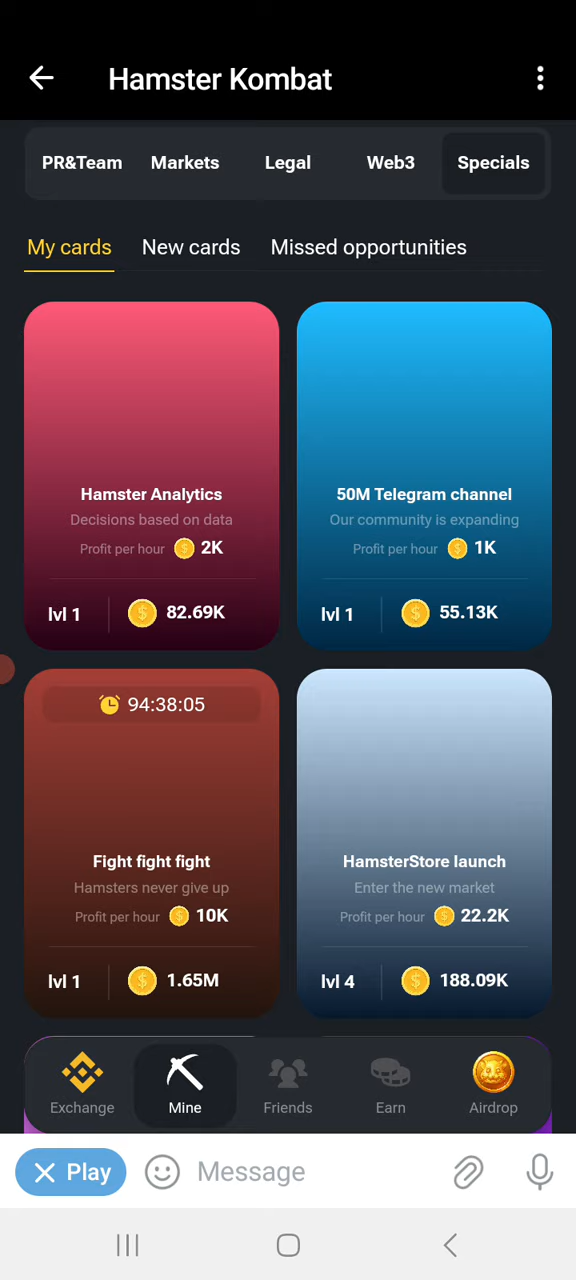 Hamster Kombat
PR&Team Markets Legal Web3 Specials
My cards New cards Missed opportunities
Hamster Analytics
Decisions based on data
Profit per hour 2K
lvl 1 82.69K
50M Telegram channel
Our community is expanding
Profit per hour 1K
lvl 1 55.13K
94:38:05
Fight fight fight
Hamsters never give up
Profit per hour 10K
lvl 1 1.65M
HamsterStore launch
Enter the new market
Profit per hour 22.2K
lvl 4 188.09K
Exchange Mine Friends Earn Airdrop
Play Message